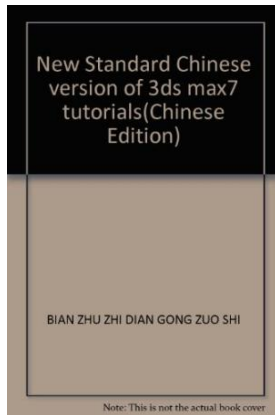 New Standard Chinese
version of 3ds max7
tutorials(Chinese
Edition)
BIAN ZHU ZHI DIAN GONG ZUO SHI
Note: This is not the actual book cover